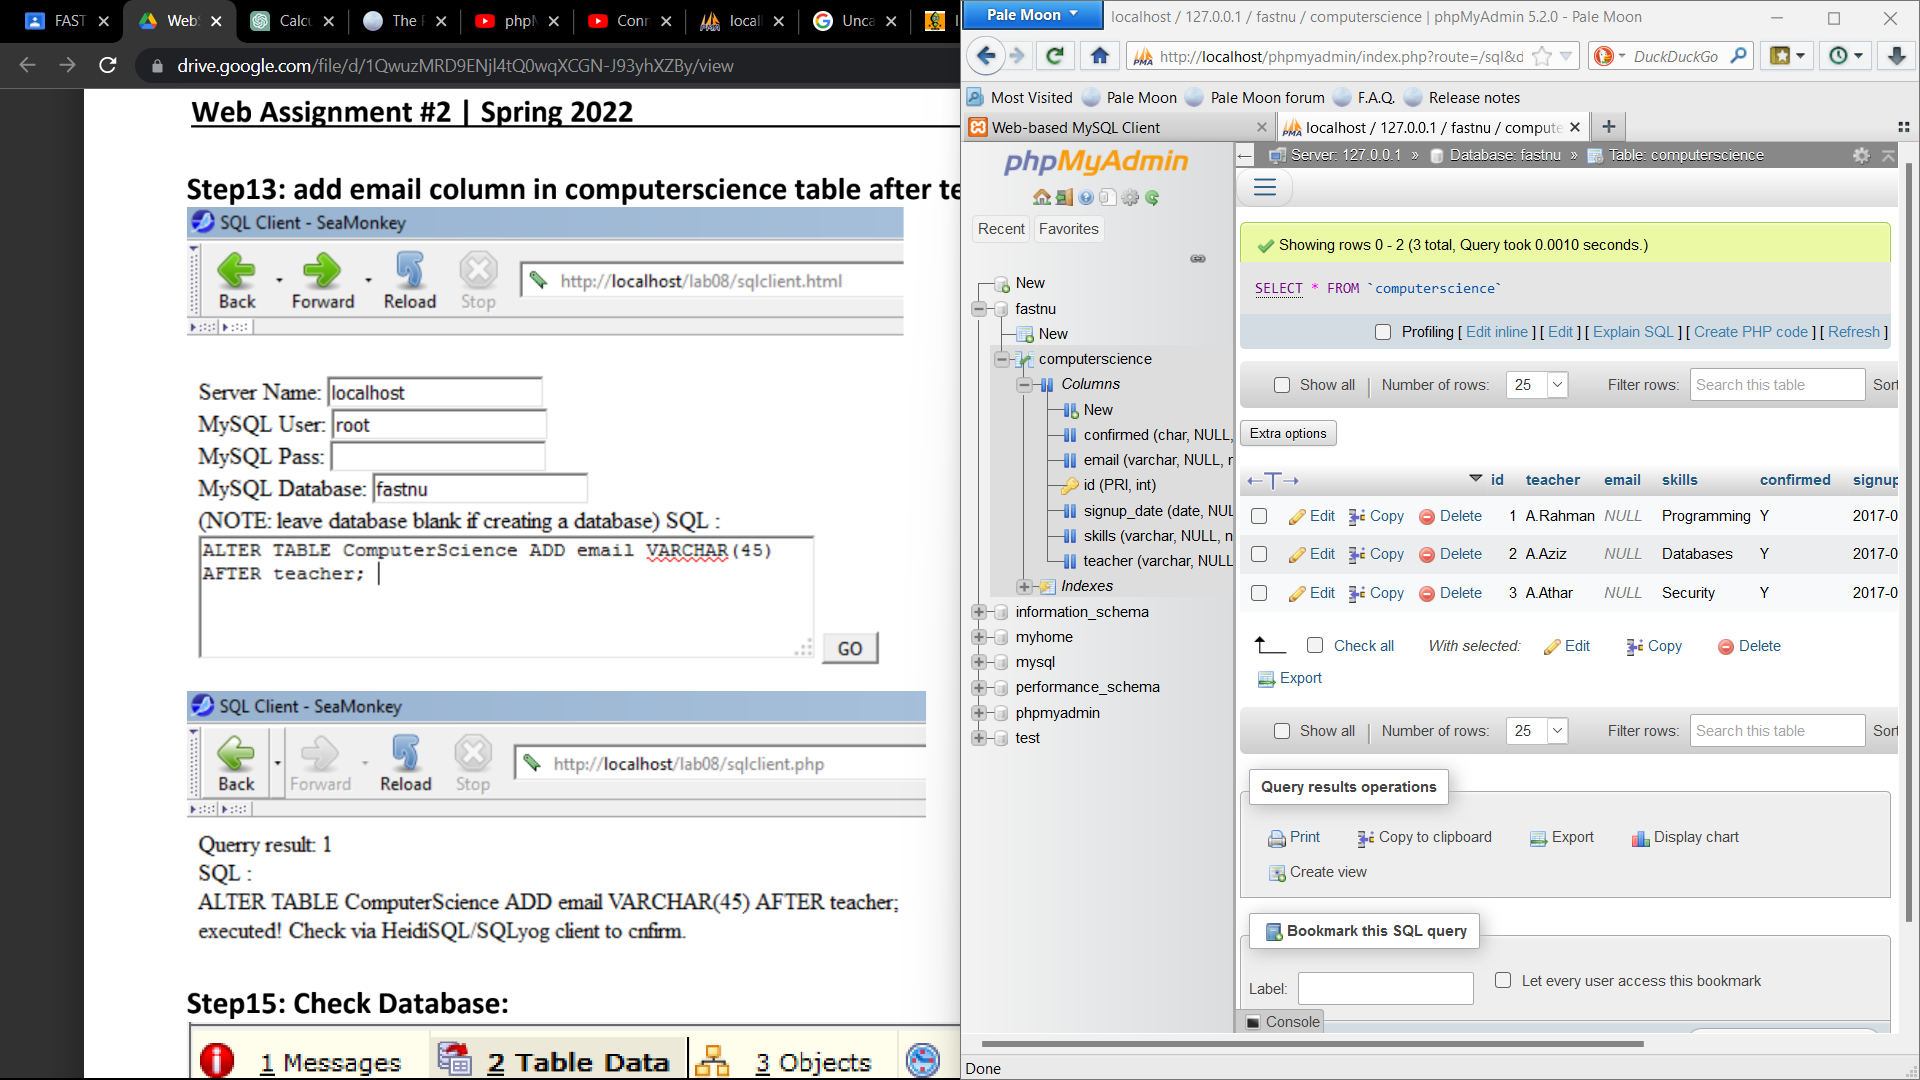 FAST
WebS
Calcu
The F
phpM
Conn
locall
Unca
drive.google.com/file/d/1QwuzMRD9ENjl4tQ0wqXCGN-J93yhXZBy/view
Web Assignment #2 | Spring 2022
Step13: add email column in computerscience table after te
SQL Client - SeaMonkey
Back
Forward
Reload
Stop
http://localhost/lab08/sqlclient.html
Server Name: localhost
MySQL User: root
MySQL Pass:
MySQL Database: fastnu
(NOTE: leave database blank if creating a database) SQL :
ALTER TABLE ComputerScience ADD email VARCHAR(45)
AFTER teacher;
GO
SQL Client - SeaMonkey
Back
Forward
Reload
Stop
http://localhost/lab08/sqlclient.php
Querry result: 1
SQL :
ALTER TABLE ComputerScience ADD email VARCHAR(45) AFTER teacher;
executed! Check via HeidiSQL/SQLyog client to cnfirm.
Step15: Check Database:
1 Messages
2 Table Data
3 Objects
Pale Moon
localhost / 127.0.0.1 / fastnu / computerscience | phpMyAdmin 5.2.0 - Pale Moon
PMA http://localhost/phpmyadmin/index.php?route=/sql&d
DuckDuckGo
Most Visited
Pale Moon
Pale Moon forum
F.A.Q.
Release notes
Web-based MySQL Client
PMA localhost / 127.0.0.1 / fastnu / compute
phpMyAdmin
Recent
Favorites
New
fastnu
New
computerscience
Columns
New
confirmed (char, NULL,
email (varchar, NULL, r
id (PRI, int)
signup_date (date, NUL
skills (varchar, NULL, n
teacher (varchar, NULL
Indexes
information_schema
myhome
mysql
performance_schema
phpmyadmin
test
Server: 127.0.0.1 » Database: fastnu » Table: computerscience
Showing rows 0 - 2 (3 total, Query took 0.0010 seconds.)
SELECT * FROM `computerscience`
Profiling [ Edit inline ] [ Edit ] [ Explain SQL ] [ Create PHP code ] [ Refresh ]
Show all | Number of rows: 25 Filter rows: Search this table Sort
Extra options
←T→ id teacher email skills confirmed signup
Edit Copy Delete 1 A.Rahman NULL Programming Y 2017-0
Edit Copy Delete 2 A.Aziz NULL Databases Y 2017-0
Edit Copy Delete 3 A.Athar NULL Security Y 2017-0
Check all With selected: Edit Copy Delete
Export
Show all | Number of rows: 25 Filter rows: Search this table Sort
Query results operations
Print Copy to clipboard Export Display chart
Create view
Bookmark this SQL query
Label:
Let every user access this bookmark
Console
Done